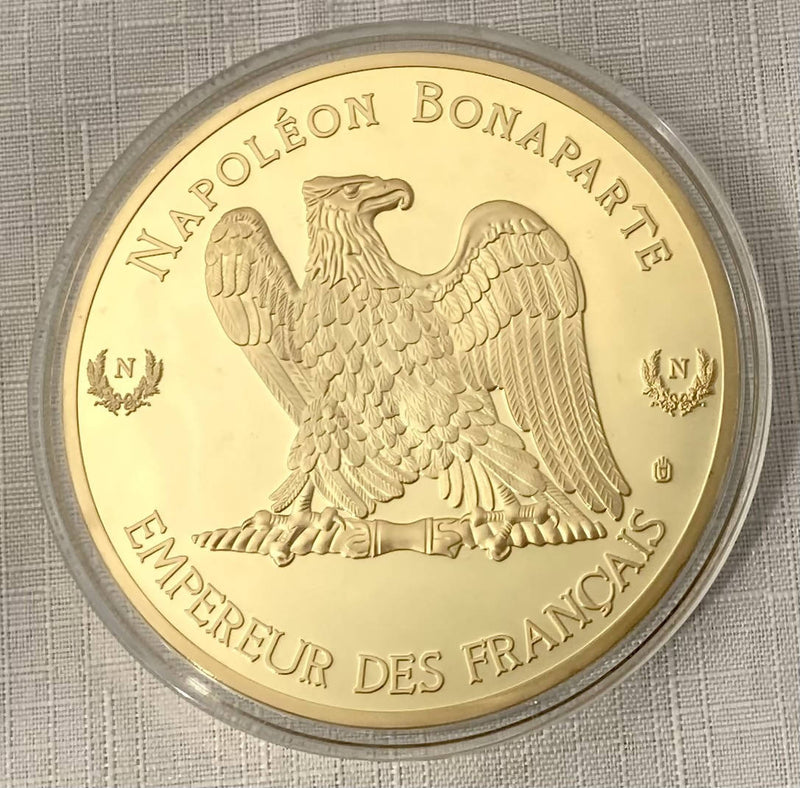 NAPOLÉON BONAPARTE
N
N
EMPEREUR DES FRANÇAIS